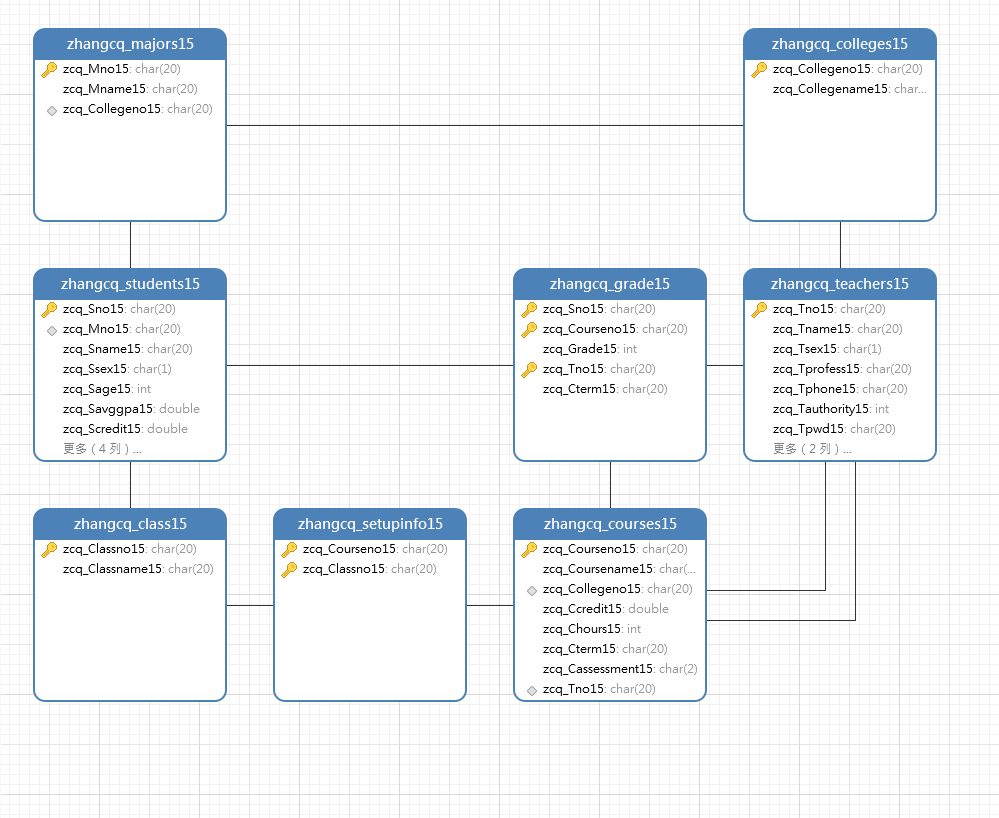 zhangcq_majors15
zcq_Mno15: char(20)
zcq_Mname15: char(20)
zcq_Collegeno15: char(20)
zhangcq_colleges15
zcq_Collegeno15: char(20)
zcq_Collegename15: char...
zhangcq_students15
zcq_Sno15: char(20)
zcq_Mno15: char(20)
zcq_Sname15: char(20)
zcq_Ssex15: char(1)
zcq_Sage15: int
zcq_Savggpa15: double
zcq_Scredit15: double
更多（4 列）...
zhangcq_grade15
zcq_Sno15: char(20)
zcq_Courseno15: char(20)
zcq_Grade15: int
zcq_Tno15: char(20)
zcq_Cterm15: char(20)
zhangcq_teachers15
zcq_Tno15: char(20)
zcq_Tname15: char(20)
zcq_Tsex15: char(1)
zcq_Tprofess15: char(20)
zcq_Tphone15: char(20)
zcq_Tauthority15: int
zcq_Tpwd15: char(20)
更多（2 列）...
zhangcq_class15
zcq_Classno15: char(20)
zcq_Classname15: char(20)
zhangcq_setupinfo15
zcq_Courseno15: char(20)
zcq_Classno15: char(20)
zhangcq_courses15
zcq_Courseno15: char(20)
zcq_Coursename15: char(...
zcq_Collegeno15: char(20)
zcq_Ccredit15: double
zcq_Chours15: int
zcq_Cterm15: char(20)
zcq_Cassessment15: char(2)
zcq_Tno15: char(20)